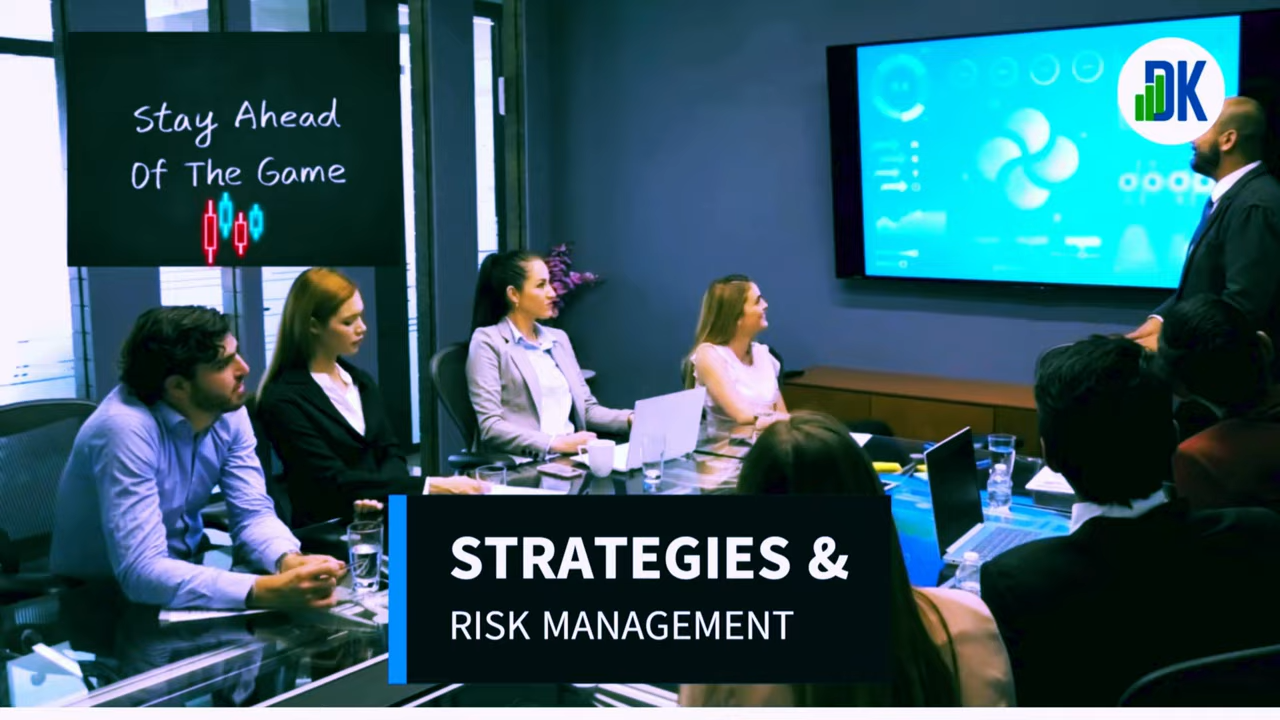 Stay Ahead
Of The Game
DK
STRATEGIES &
RISK MANAGEMENT